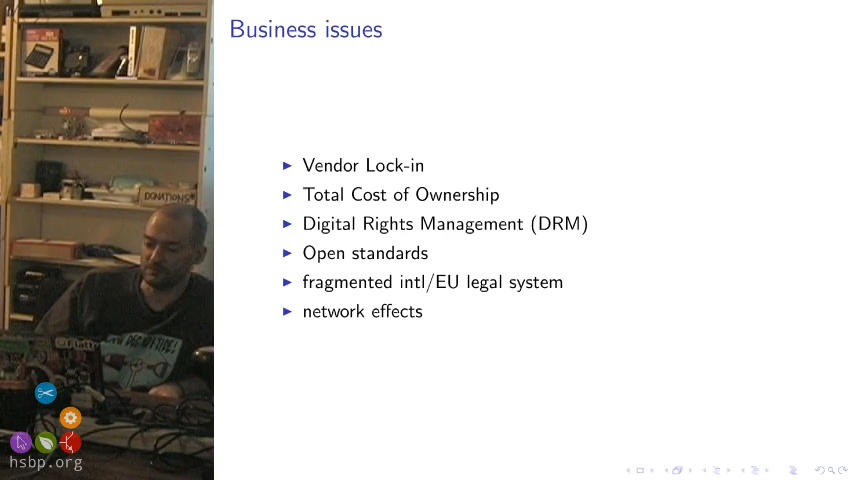 Business issues
Vendor Lock-in
Total Cost of Ownership
Digital Rights Management (DRM)
Open standards
fragmented intl/EU legal system
network effects
DONATIONS
hsbp.org